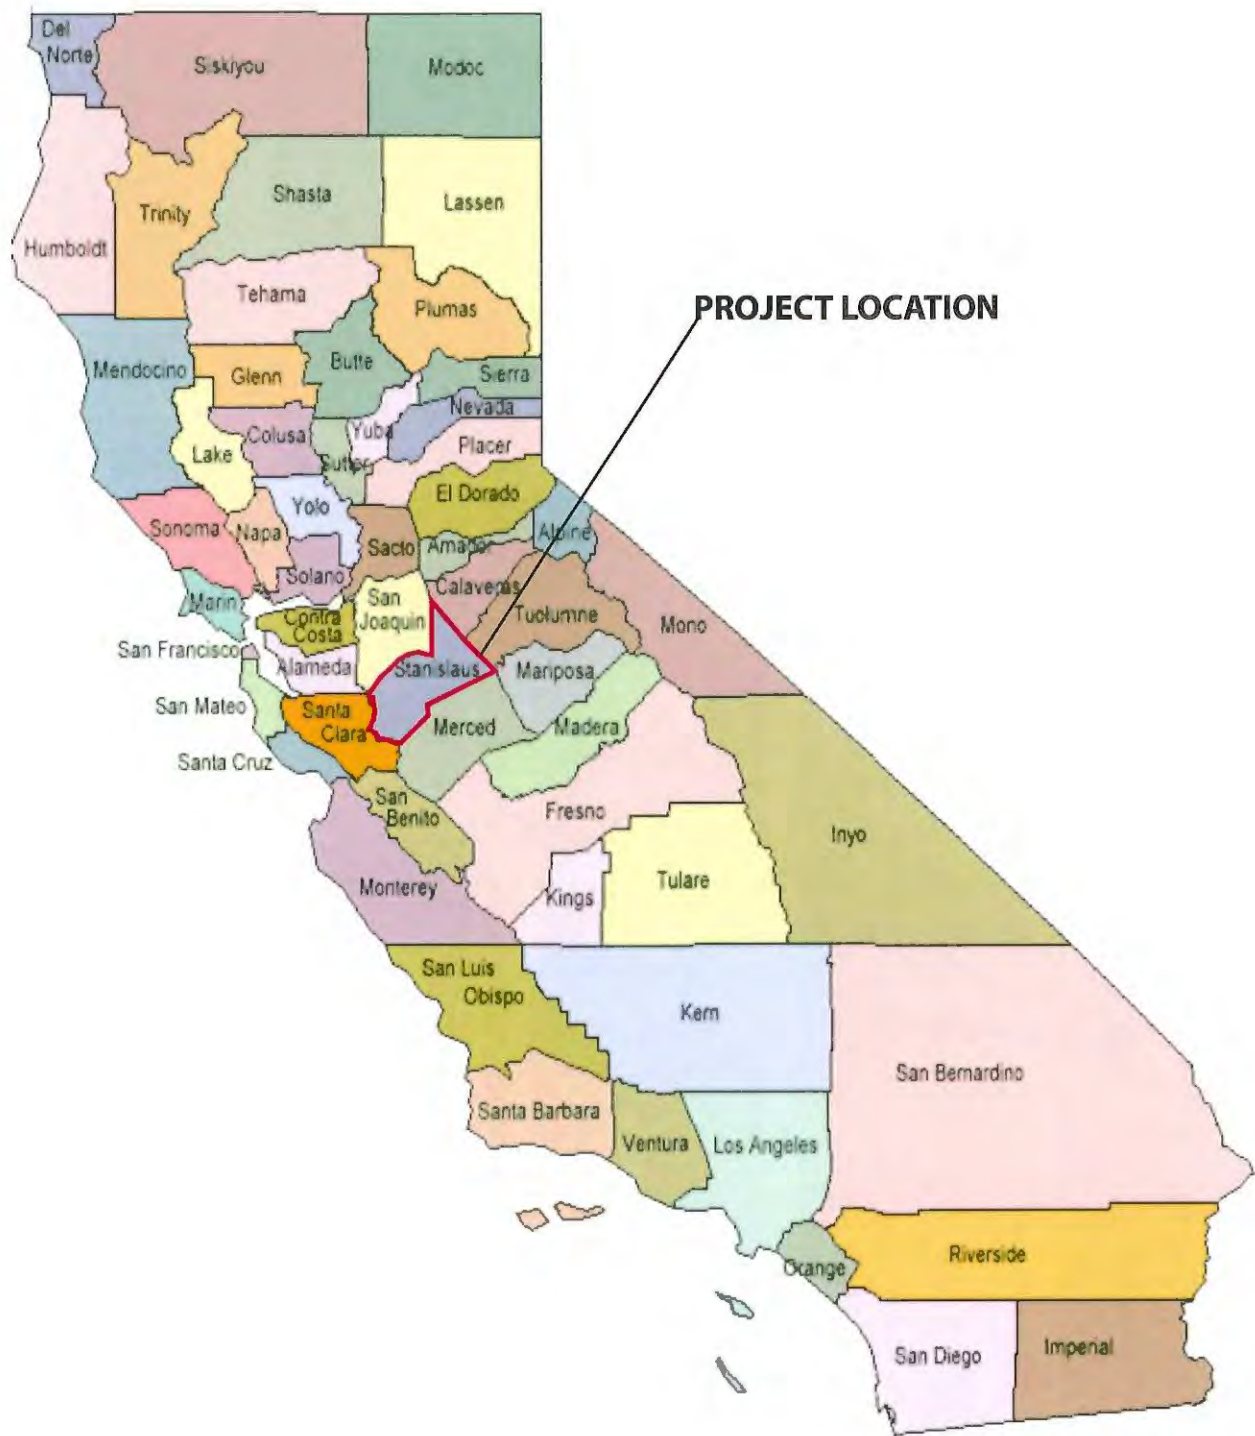 Del
Norte
Siskiyou
Modoc
Shasta
Lassen
Trinity
Humboldt
Tehama
Plumas
PROJECT LOCATION
Mendocino
Glenn
Butte
Sierra
Nevada
Colusa
Yuba
Placer
Lake
Sutter
El Dorado
Yolo
Sonoma
Napa
Sacto
Amador
Alpine
Solano
Calaveras
Marin
San
Joaquin
Contra
Costa
Tuolumne
Mono
San Francisco
Alameda
Stanislaus
Mariposa
San Mateo
Santa
Clara
Merced
Madera
Santa Cruz
San
Benito
Fresno
Inyo
Monterey
Kings
Tulare
San Luis
Obispo
Kern
San Bernardino
Santa Barbara
Ventura
Los Angeles
Orange
Riverside
San Diego
Imperial